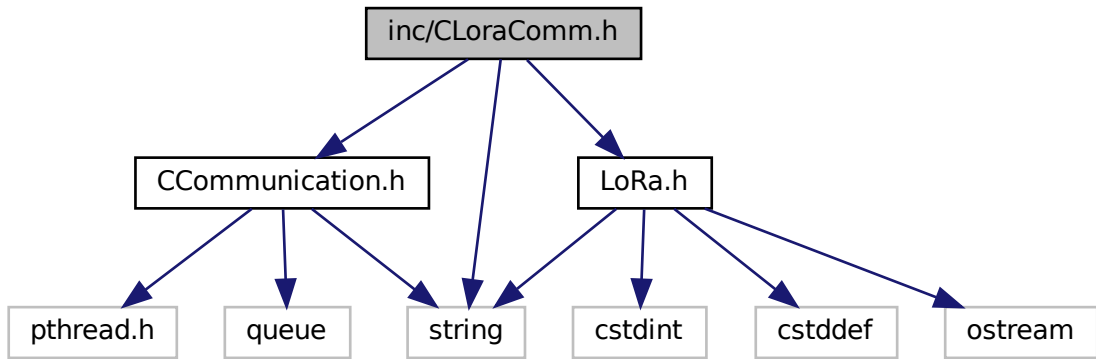 inc/CLoraComm.h
CCommunication.h
LoRa.h
pthread.h
queue
string
cstdint
cstddef
ostream